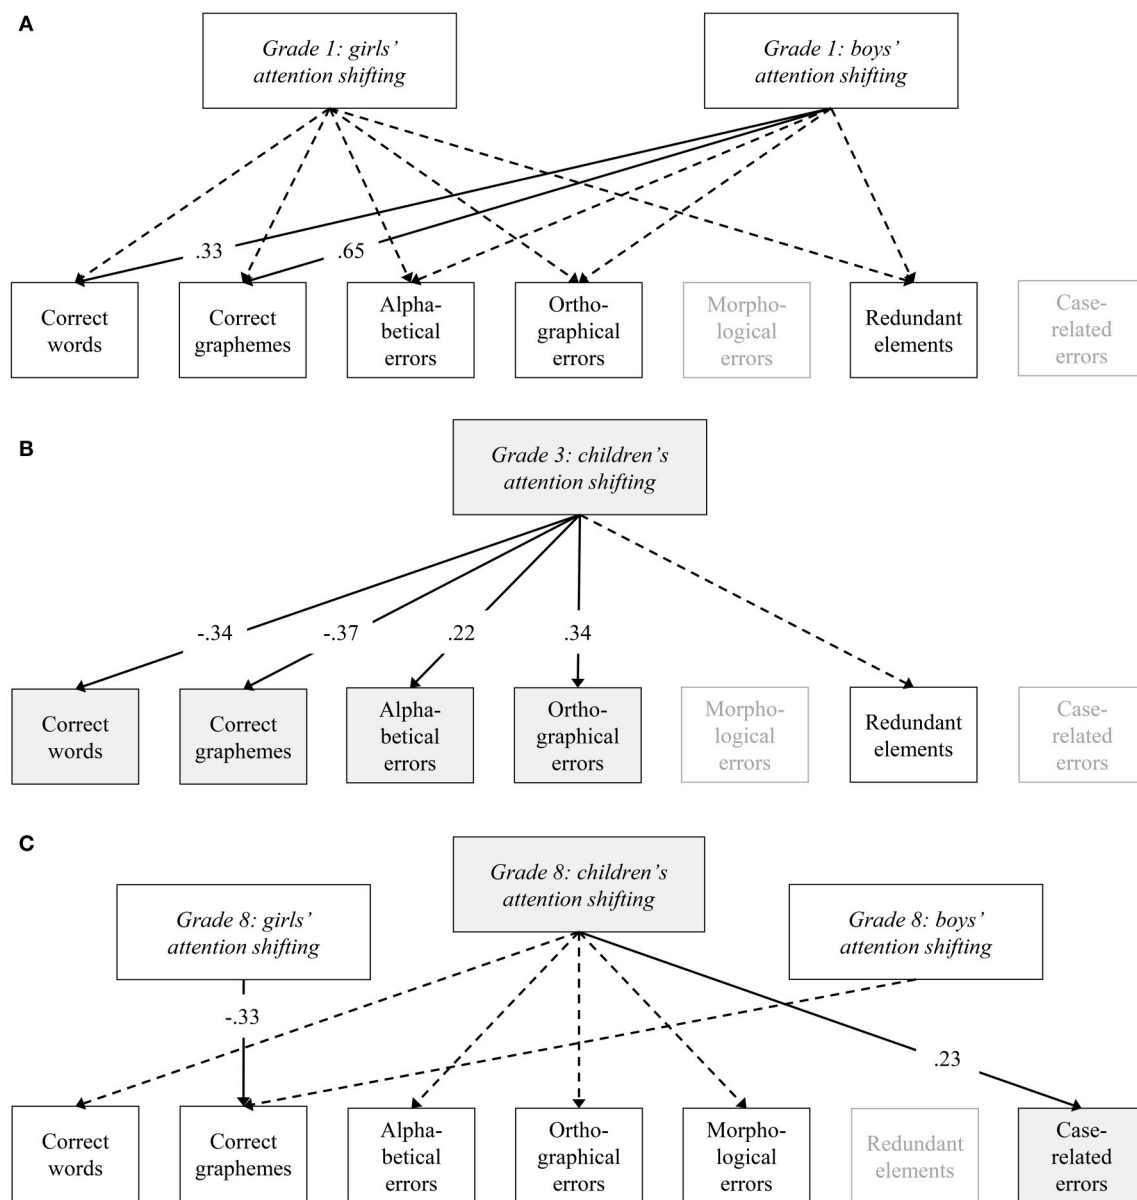 A
Grade 1: girls’
attention shifting
Grade 1: boys’
attention shifting
.33
.65
Correct
words
Correct
graphemes
Alpha-
betical
errors
Ortho-
graphical
errors
Morpho-
logical
errors
Redundant
elements
Case-
related
errors
B
Grade 3: children’s
attention shifting
-.34
-.37
.22
.34
Correct
words
Correct
graphemes
Alpha-
betical
errors
Ortho-
graphical
errors
Morpho-
logical
errors
Redundant
elements
Case-
related
errors
C
Grade 8: girls’
attention shifting
Grade 8: children’s
attention shifting
Grade 8: boys’
attention shifting
-.33
.23
Correct
words
Correct
graphemes
Alpha-
betical
errors
Ortho-
graphical
errors
Morpho-
logical
errors
Redundant
elements
Case-
related
errors